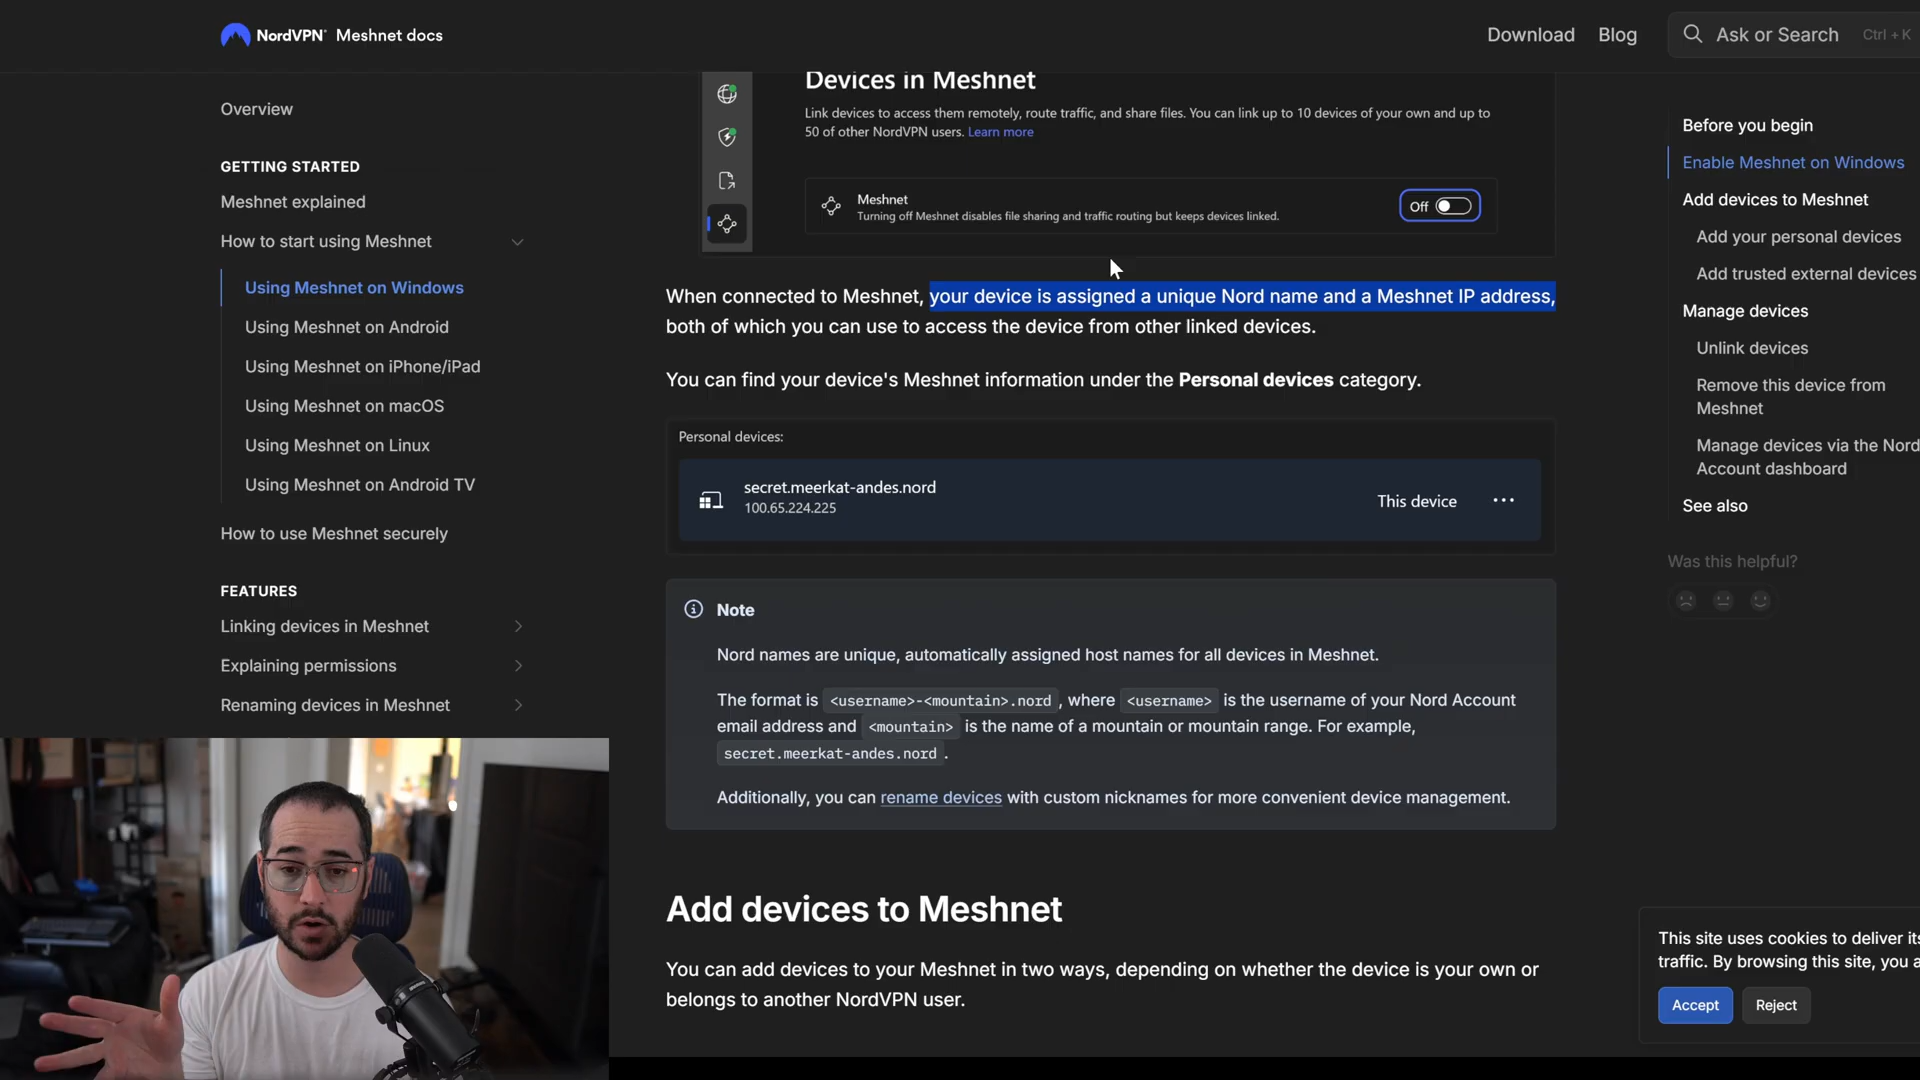 NordVPN® Meshnet docs
Download
Blog
Ask or Search
Ctrl + K
Overview
GETTING STARTED
Meshnet explained
How to start using Meshnet
Using Meshnet on Windows
Using Meshnet on Android
Using Meshnet on iPhone/iPad
Using Meshnet on macOS
Using Meshnet on Linux
Using Meshnet on Android TV
How to use Meshnet securely
FEATURES
Linking devices in Meshnet
Explaining permissions
Renaming devices in Meshnet
Devices in Meshnet
Link devices to access them remotely, route traffic, and share files. You can link up to 10 devices of your own and up to
50 of other NordVPN users. Learn more
Meshnet
Turning off Meshnet disables file sharing and traffic routing but keeps devices linked.
Off
When connected to Meshnet, your device is assigned a unique Nord name and a Meshnet IP address,
both of which you can use to access the device from other linked devices.
You can find your device's Meshnet information under the Personal devices category.
Personal devices:
secret.meerkat-andes.nord
100.65.224.225
This device
Note
Nord names are unique, automatically assigned host names for all devices in Meshnet.
The format is <username>-<mountain>.nord , where <username> is the username of your Nord Account
email address and <mountain> is the name of a mountain or mountain range. For example,
secret.meerkat-andes.nord .
Additionally, you can rename devices with custom nicknames for more convenient device management.
Add devices to Meshnet
You can add devices to your Meshnet in two ways, depending on whether the device is your own or
belongs to another NordVPN user.
Before you begin
Enable Meshnet on Windows
Add devices to Meshnet
Add your personal devices
Add trusted external devices
Manage devices
Unlink devices
Remove this device from
Meshnet
Manage devices via the Nord
Account dashboard
See also
Was this helpful?
This site uses cookies to deliver its
traffic. By browsing this site, you a
Accept
Reject